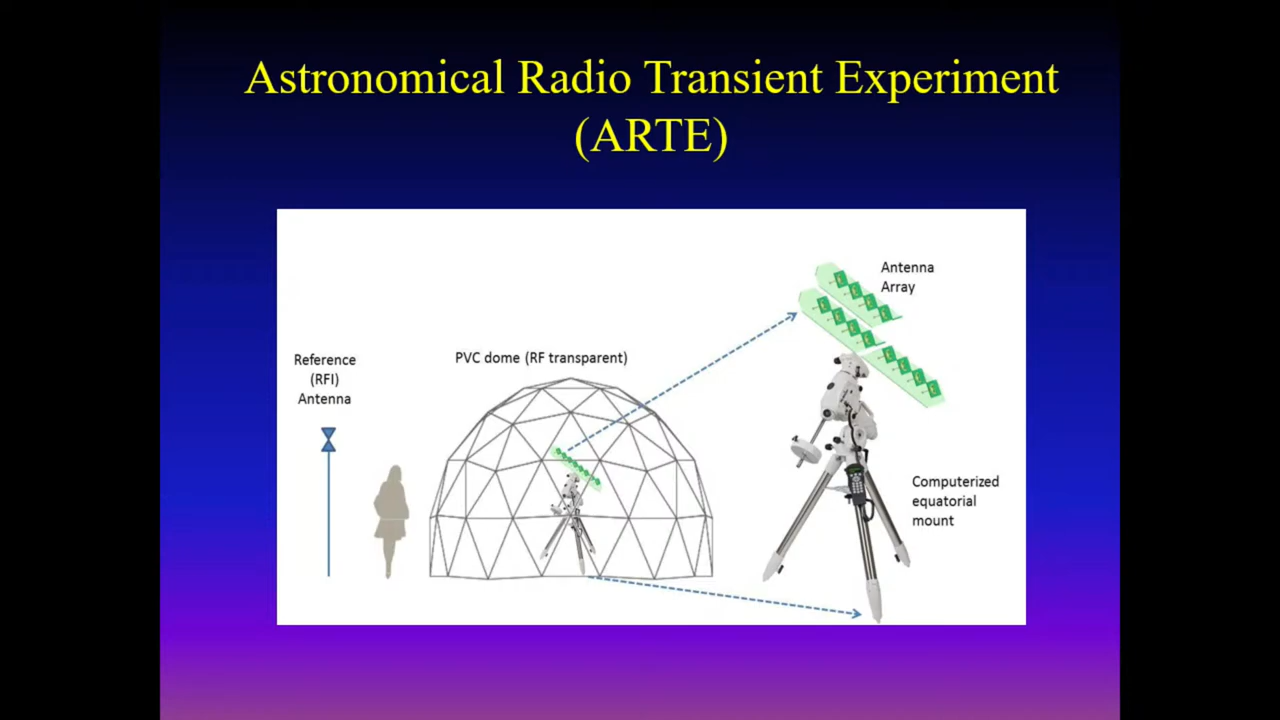 Astronomical Radio Transient Experiment
(ARTE)
Reference
(RFI)
Antenna
PVC dome (RF transparent)
Antenna
Array
Computerized
equatorial
mount